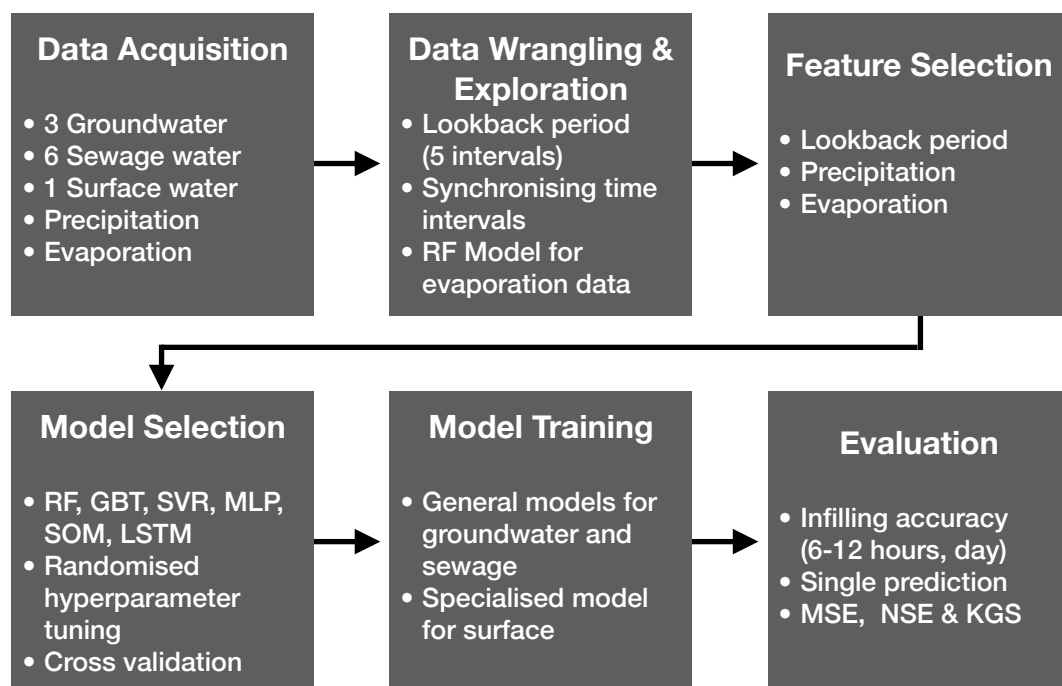 Data Acquisition
• 3 Groundwater
• 6 Sewage water
• 1 Surface water
• Precipitation
• Evaporation
Data Wrangling &
Exploration
• Lookback period
(5 intervals)
• Synchronising time
intervals
• RF Model for
evaporation data
Feature Selection
• Lookback period
• Precipitation
• Evaporation
Model Selection
• RF, GBT, SVR, MLP,
SOM, LSTM
• Randomised
hyperparameter
tuning
• Cross validation
Model Training
• General models for
groundwater and
sewage
• Specialised model
for surface
Evaluation
• Infilling accuracy
(6-12 hours, day)
• Single prediction
• MSE, NSE & KGS